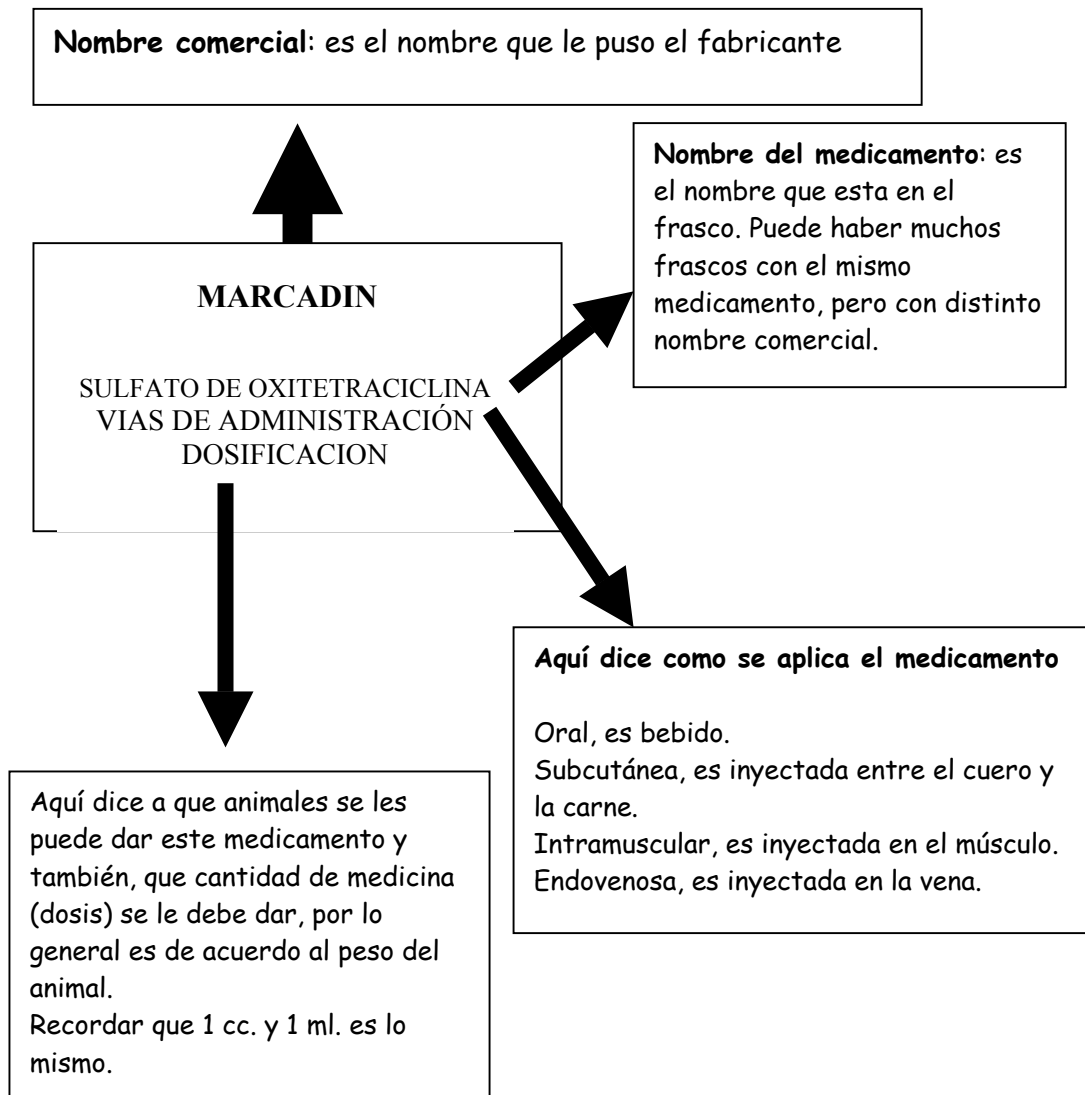 Nombre comercial: es el nombre que le puso el fabricante
Nombre del medicamento: es
el nombre que esta en el
frasco. Puede haber muchos
frascos con el mismo
medicamento, pero con distinto
nombre comercial.
MARCADIN
SULFATO DE OXITETRACICLINA
VIAS DE ADMINISTRACIÓN
DOSIFICACION
Aquí dice como se aplica el medicamento
Oral, es bebido.
Subcutánea, es inyectada entre el cuero y
la carne.
Intramuscular, es inyectada en el músculo.
Endovenosa, es inyectada en la vena.
Aquí dice a que animales se les
puede dar este medicamento y
también, que cantidad de medicina
(dosis) se le debe dar, por lo
general es de acuerdo al peso del
animal.
Recordar que 1 cc. y 1 ml. es lo
mismo.